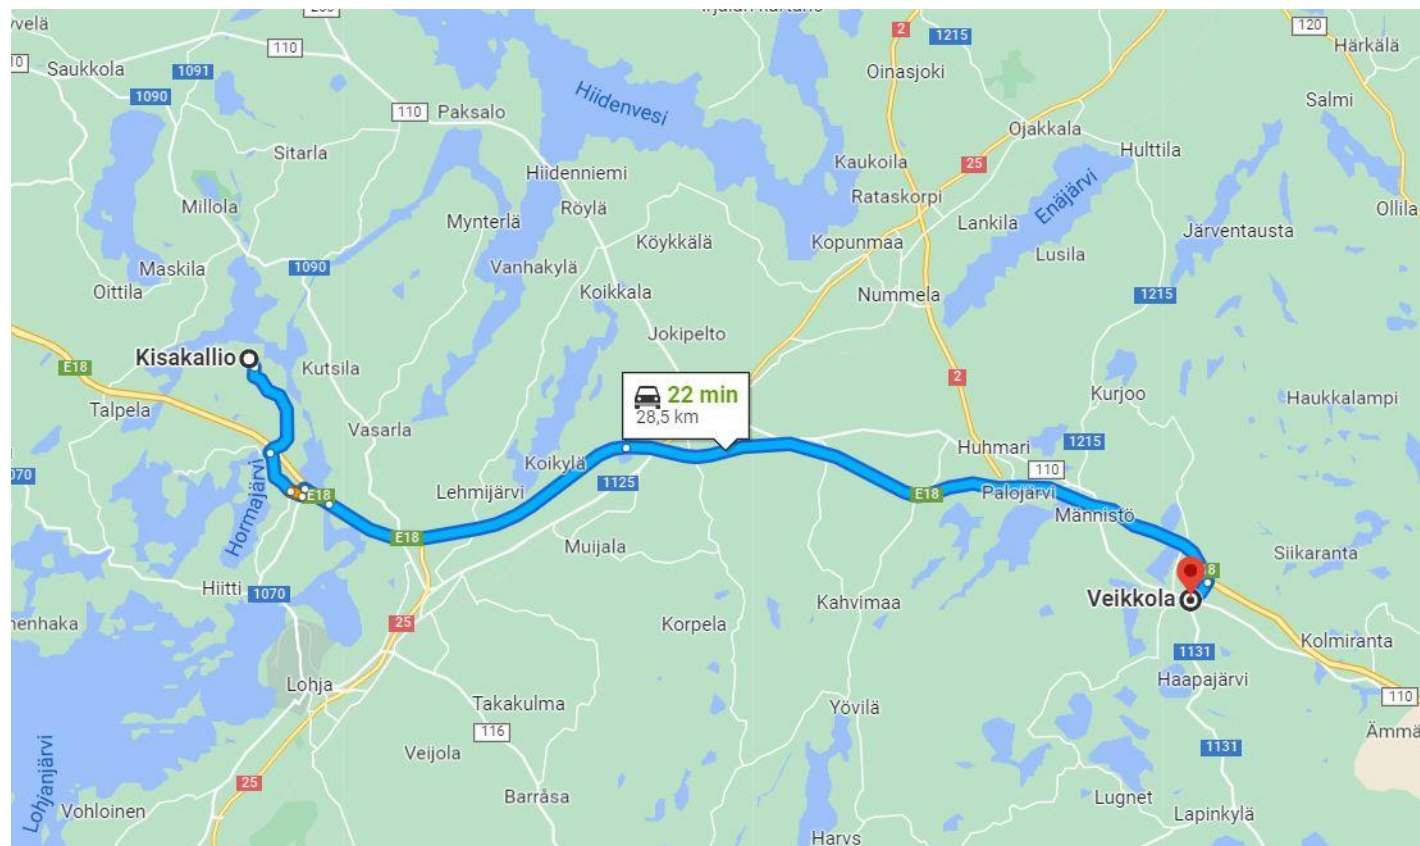 2
1215
120
Härkälä
110
Saukkola
1091
Oinasjoki
1090
Hiidenvesi
Salmi
110
Paksalo
Ojakkala
Sitarla
Hulttila
Kaukoila
25
Hiidenniemi
Enäjärvi
Rataskorpi
Millola
Röylä
Ollila
Mynterlä
Lankila
Järventausta
Köykkälä
Kopunmaa
Lusila
Maskila
1090
Vanhakylä
Oittila
Koikkala
Nummela
1215
Jokipelto
Kisakallio
E18
Kutsila
2
22 min
28,5 km
Kurjoo
Haukkalampi
Talpela
Vasarla
Huhmari
1215
Koikylä
110
1125
Lehmijärvi
Palojärvi
E18
E18
Hormajärvi
Männistö
E18
Muijala
Siikaranta
Hiitti
1070
Veikkola
Kahvimaa
25
Korpela
Kolmiranta
1131
Haapajärvi
Lohja
110
Takakulma
Yövilä
116
Veijola
1131
25
Lohjanjärvi
Barråsa
Lugnet
Vohloinen
Lapinkylä
Harvs